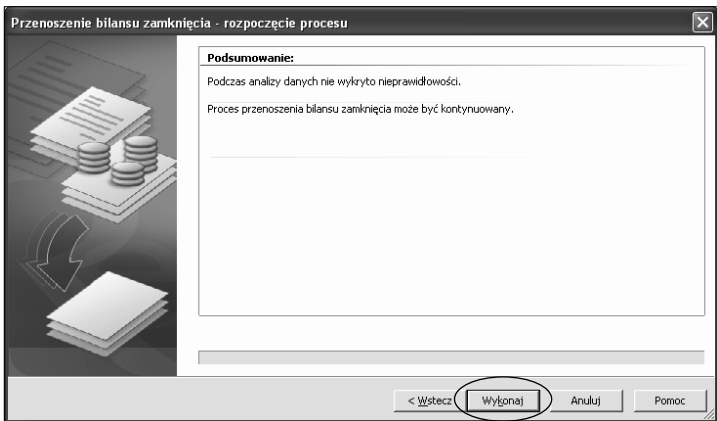 Przenoszenie bilansu zamknięcia - rozpoczęcie procesu
Podsumowanie:
Podczas analizy danych nie wykryto nieprawidłowości.
Proces przenoszenia bilansu zamknięcia może być kontynuowany.
< Wstecz Wykonaj Anuluj Pomoc